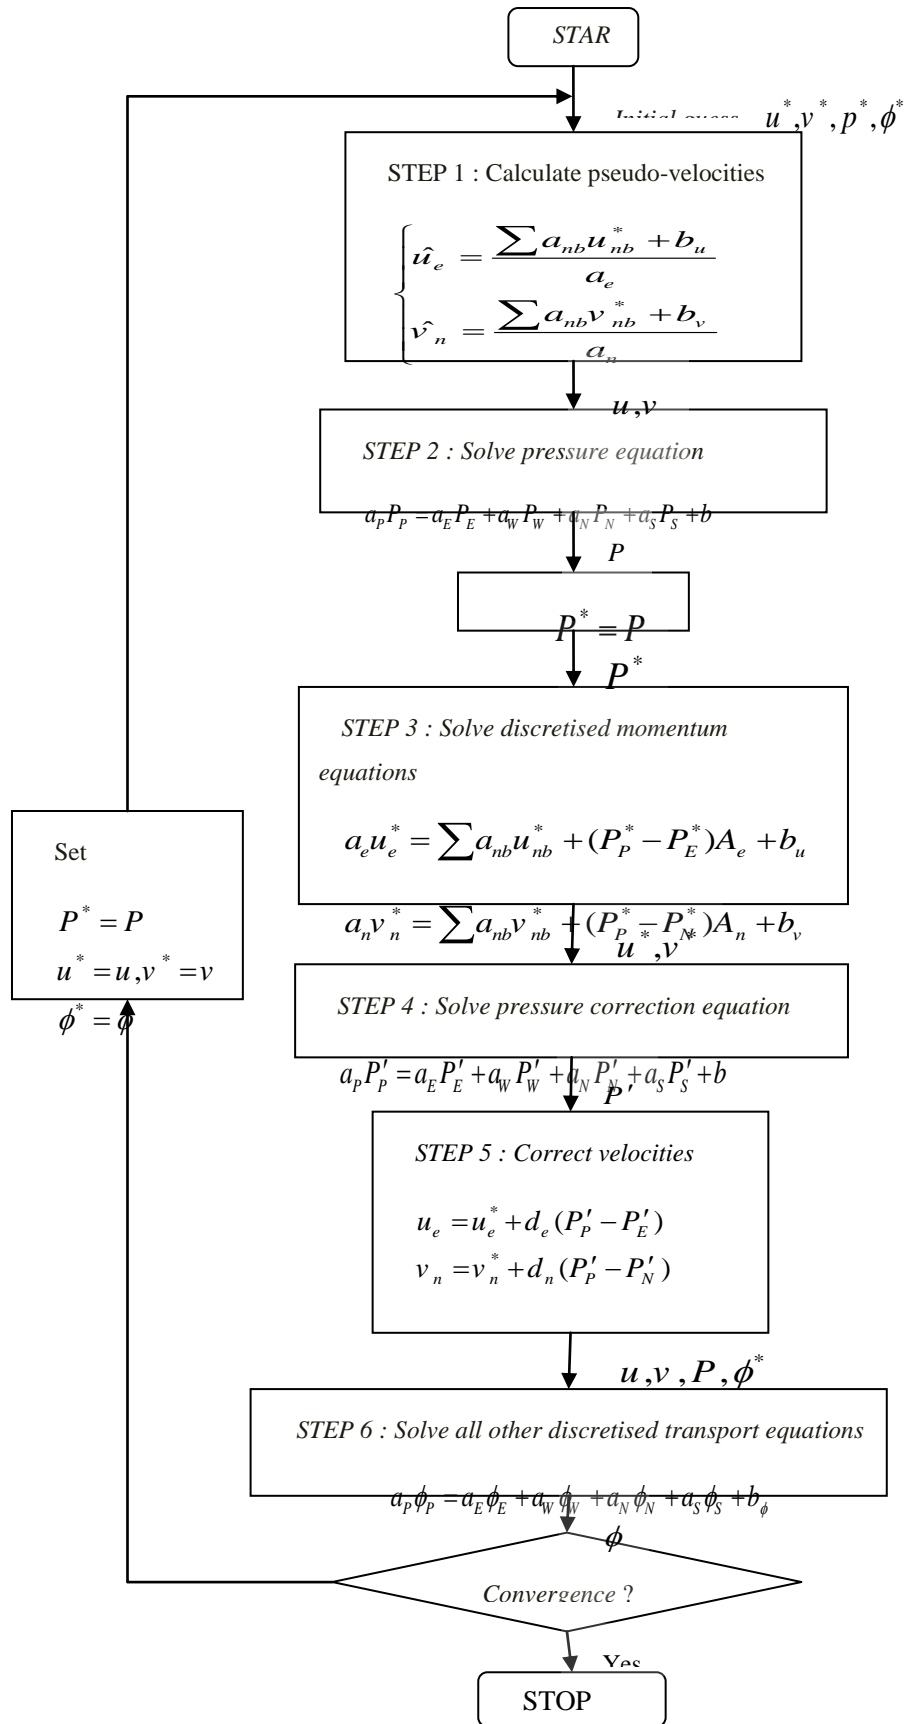 STAR
Initial guess u*,v*,p*,ϕ*
STEP 1 : Calculate pseudo-velocities
û_e = (∑ a_nb u*_nb + b_u) / a_e
v̂_n = (∑ a_nb v*_nb + b_v) / a_n
u,v
STEP 2 : Solve pressure equation
a_P P_P = a_E P_E + a_W P_W + a_N P_N + a_S P_S + b
P
P* = P
P*
STEP 3 : Solve discretised momentum
equations
a_e u*_e = ∑ a_nb u*_nb + (P*_P − P*_E)A_e + b_u
a_n v*_n = ∑ a_nb v*_nb + (P*_P − P*_N)A_n + b_v
u*,v*
Set
P* = P
u* = u,v* = v
ϕ* = ϕ
STEP 4 : Solve pressure correction equation
a_P P′_P = a_E P′_E + a_W P′_W + a_N P′_N + a_S P′_S + b
P′
STEP 5 : Correct velocities
u_e = u*_e + d_e (P′_P − P′_E)
v_n = v*_n + d_n (P′_P − P′_N)
u,v,P,ϕ*
STEP 6 : Solve all other discretised transport equations
a_P ϕ_P = a_E ϕ_E + a_W ϕ_W + a_N ϕ_N + a_S ϕ_S + b_ϕ
ϕ
Convergence ?
Yes
STOP